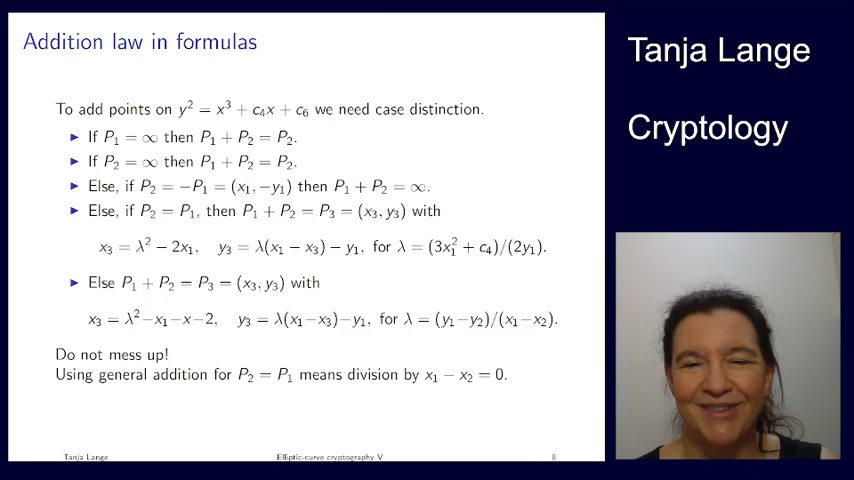 Addition law in formulas
To add points on y² = x³ + c₄x + c₆ we need case distinction.
▶ If P₁ = ∞ then P₁ + P₂ = P₂.
▶ If P₂ = ∞ then P₁ + P₂ = P₂.
▶ Else, if P₂ = −P₁ = (x₁, −y₁) then P₁ + P₂ = ∞.
▶ Else, if P₂ = P₁, then P₁ + P₂ = P₃ = (x₃, y₃) with
x₃ = λ² − 2x₁, y₃ = λ(x₁ − x₃) − y₁, for λ = (3x₁² + c₄)/(2y₁).
▶ Else P₁ + P₂ = P₃ = (x₃, y₃) with
x₃ = λ²−x₁−x−2, y₃ = λ(x₁−x₃)−y₁, for λ = (y₁−y₂)/(x₁−x₂).
Do not mess up!
Using general addition for P₂ = P₁ means division by x₁ − x₂ = 0.
Tanja Lange Elliptic-curve cryptography V 8
Tanja Lange
Cryptology